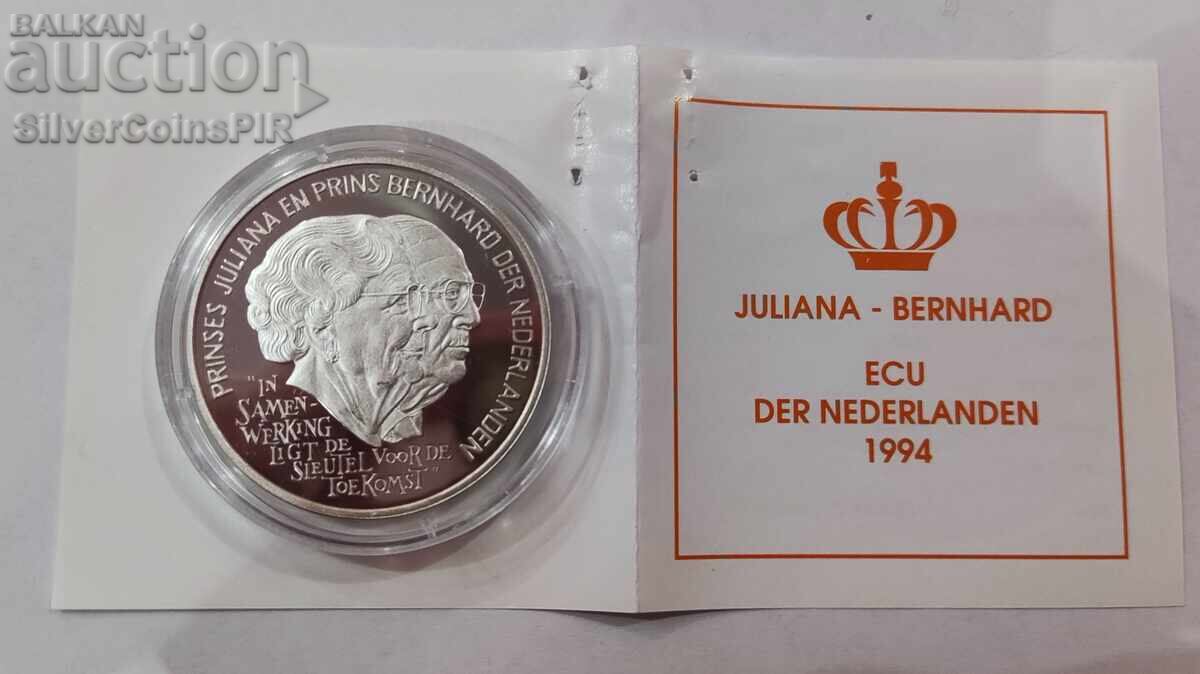 BALKAN
auction
SilverCoinsPIR
PRINSES JULIANA EN PRINS BERNHARD DER NEDERLANDEN
"IN
SAMEN-
WERKING
LIGT DE
SLEUTEL VOOR DE
TOEKOMST"
JULIANA - BERNHARD
ECU
DER NEDERLANDEN
1994